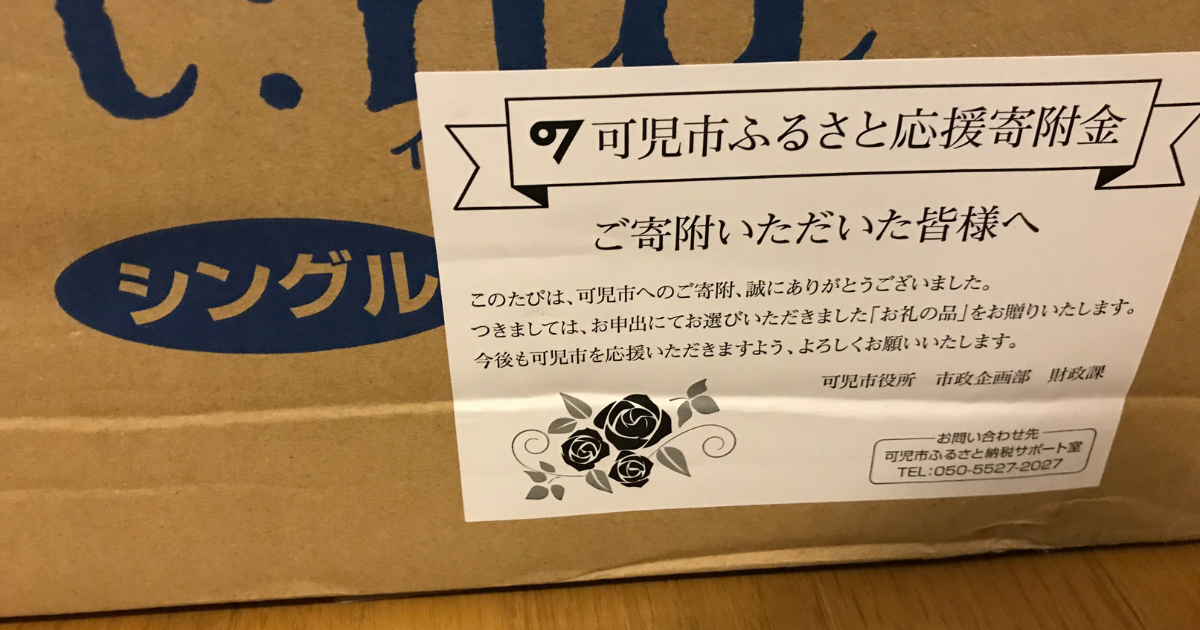 シングル
可児市ふるさと応援寄附金
ご寄附いただいた皆様へ
このたびは、可児市へのご寄附、誠にありがとうございました。
つきましては、お申出にてお選びいただきました「お礼の品」をお贈りいたします。
今後も可児市を応援いただきますよう、よろしくお願いいたします。
可児市役所 市政企画部 財政課
お問い合わせ先
可児市ふるさと納税サポート室
TEL:050-5527-2027